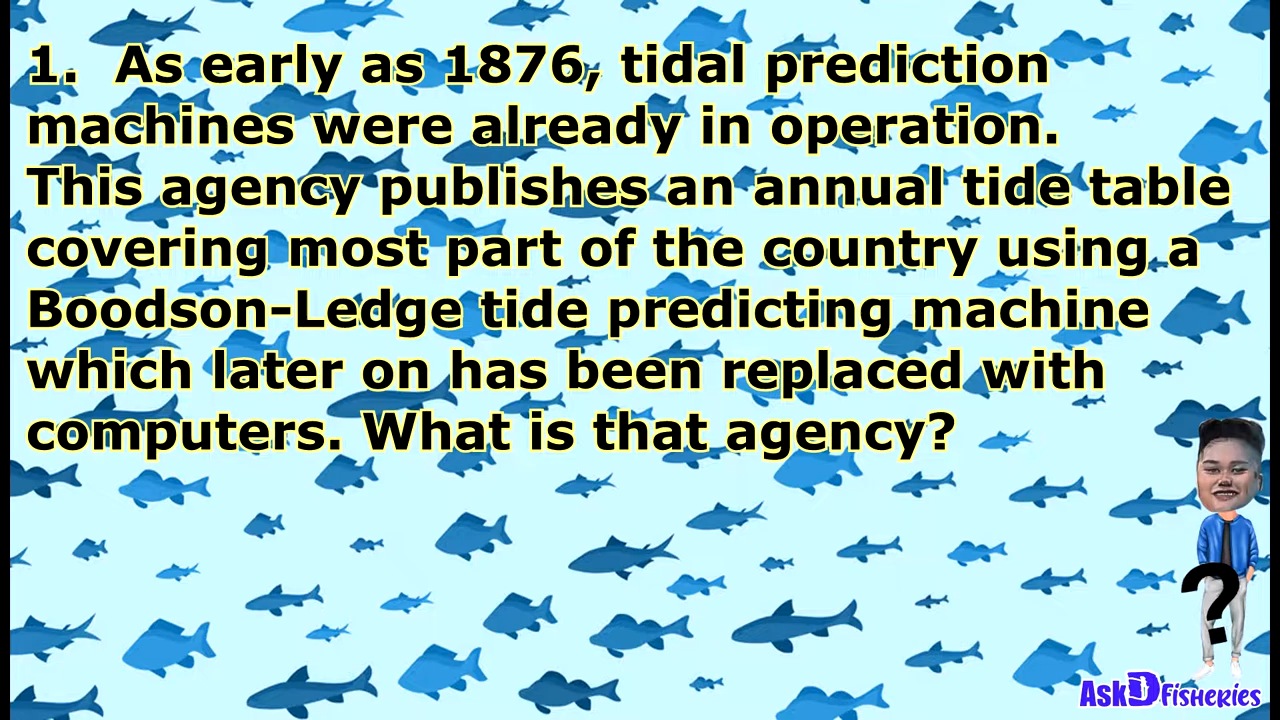 1.  As early as 1876, tidal prediction
machines were already in operation.
This agency publishes an annual tide table
covering most part of the country using a
Boodson-Ledge tide predicting machine
which later on has been replaced with
computers. What is that agency?
?
AskD Fisheries